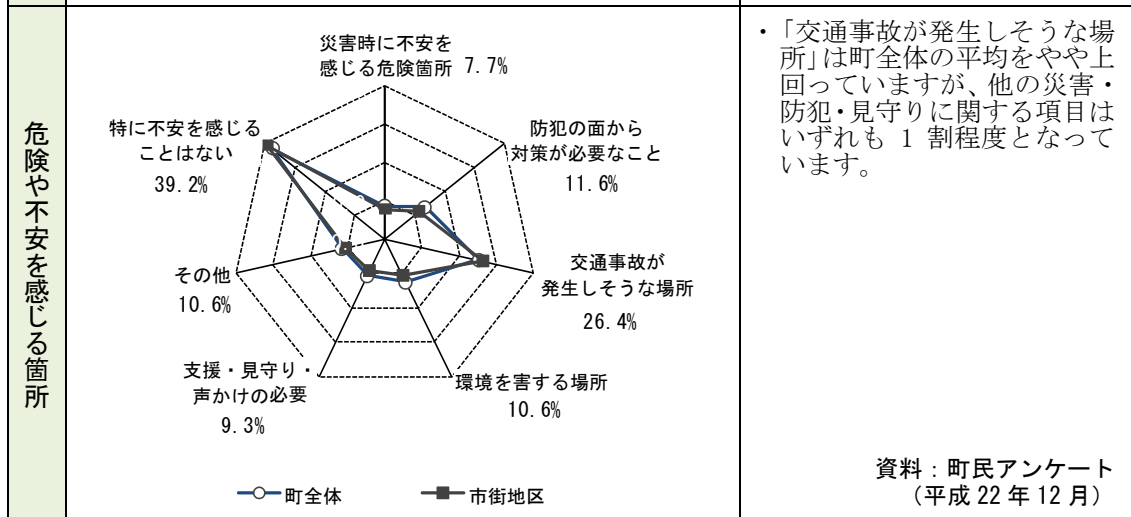 危険や不安を感じる箇所
災害時に不安を
感じる危険箇所 7.7%
防犯の面から
対策が必要なこと
11.6%
交通事故が
発生しそうな場所
26.4%
環境を害する場所
10.6%
支援・見守り・
声かけの必要
9.3%
その他
10.6%
特に不安を感じる
ことはない
39.2%
町全体
市街地区
・「交通事故が発生しそうな場
所」は町全体の平均をやや上
回っていますが、他の災害・
防犯・見守りに関する項目は
いずれも 1 割程度となって
います。
資料:町民アンケート
(平成 22 年 12 月)